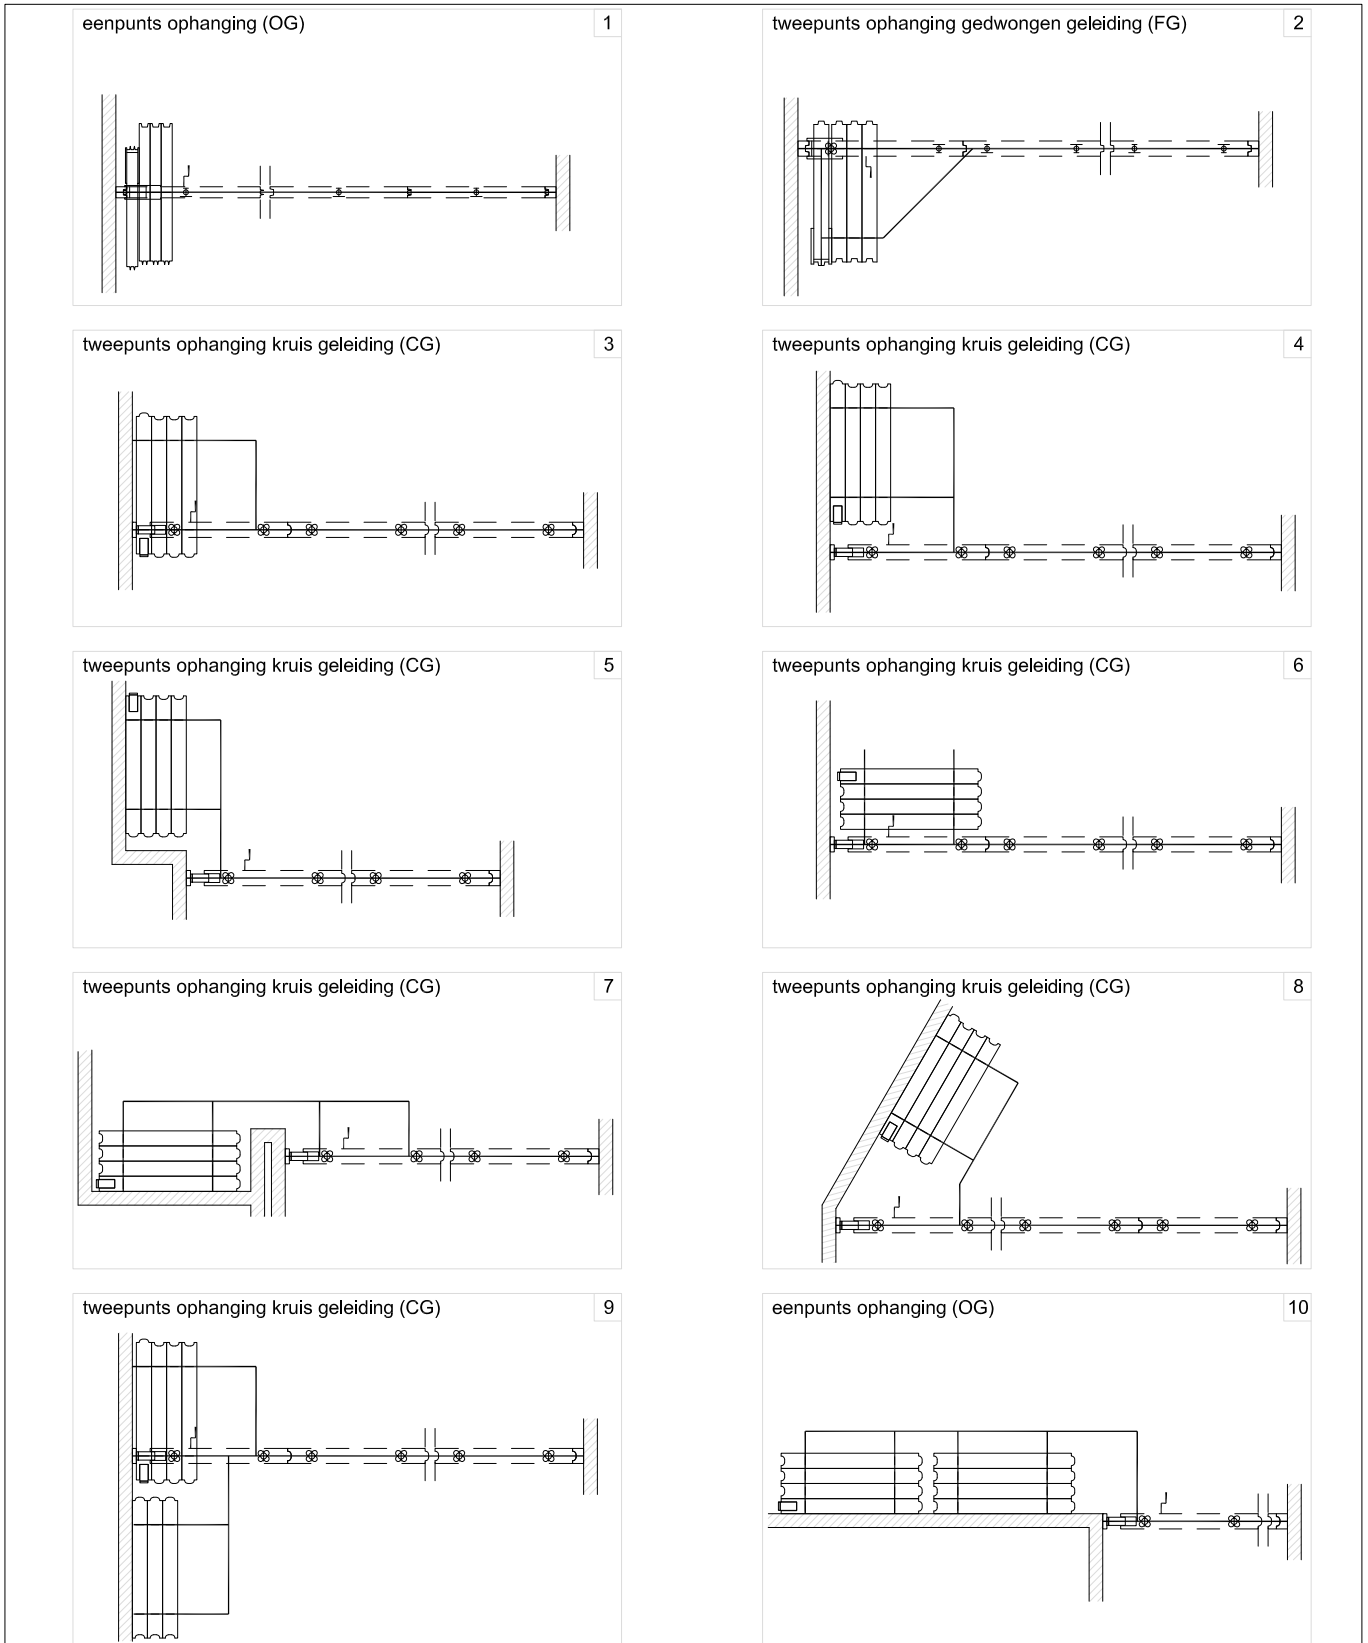 eenpunts ophanging (OG) 1
tweepunts ophanging gedwongen geleiding (FG) 2
tweepunts ophanging kruis geleiding (CG) 3
tweepunts ophanging kruis geleiding (CG) 4
tweepunts ophanging kruis geleiding (CG) 5
tweepunts ophanging kruis geleiding (CG) 6
tweepunts ophanging kruis geleiding (CG) 7
tweepunts ophanging kruis geleiding (CG) 8
tweepunts ophanging kruis geleiding (CG) 9
eenpunts ophanging (OG) 10